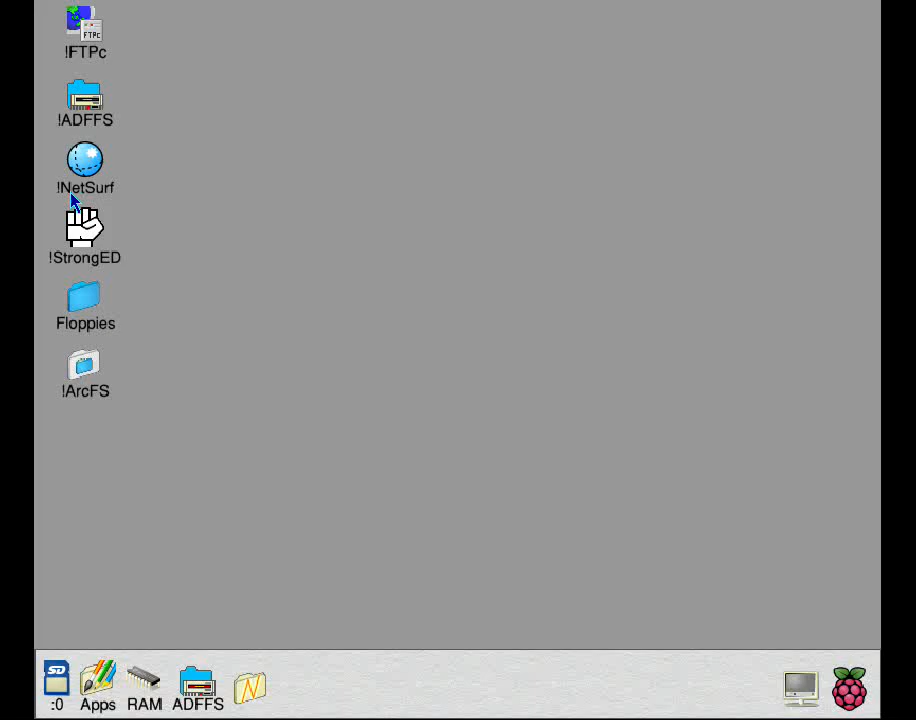 FTPc
!FTPc
!ADFFS
!NetSurf
!StrongED
Floppies
!ArcFS
SD
:0
Apps
RAM
ADFFS